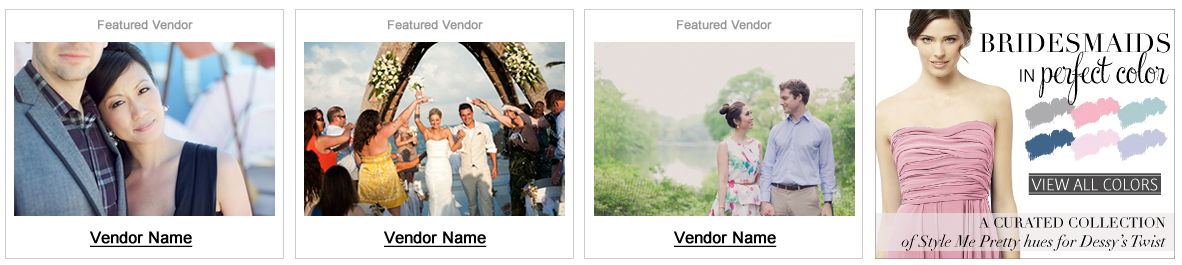 Featured Vendor
Vendor Name
Featured Vendor
Vendor Name
Featured Vendor
Vendor Name
BRIDESMAIDS
IN perfect color
VIEW ALL COLORS
A CURATED COLLECTION
of Style Me Pretty hues for Dessy's Twist